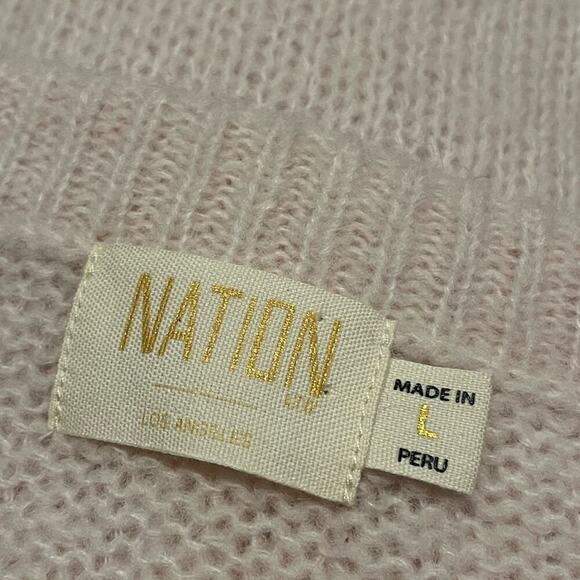 NATION
LTD
LOS ANGELES
MADE IN
L
PERU